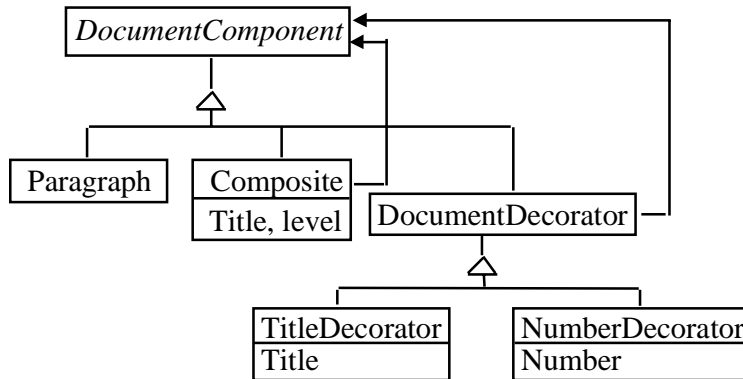 DocumentComponent
Paragraph
Composite
Title, level
DocumentDecorator
TitleDecorator
Title
NumberDecorator
Number